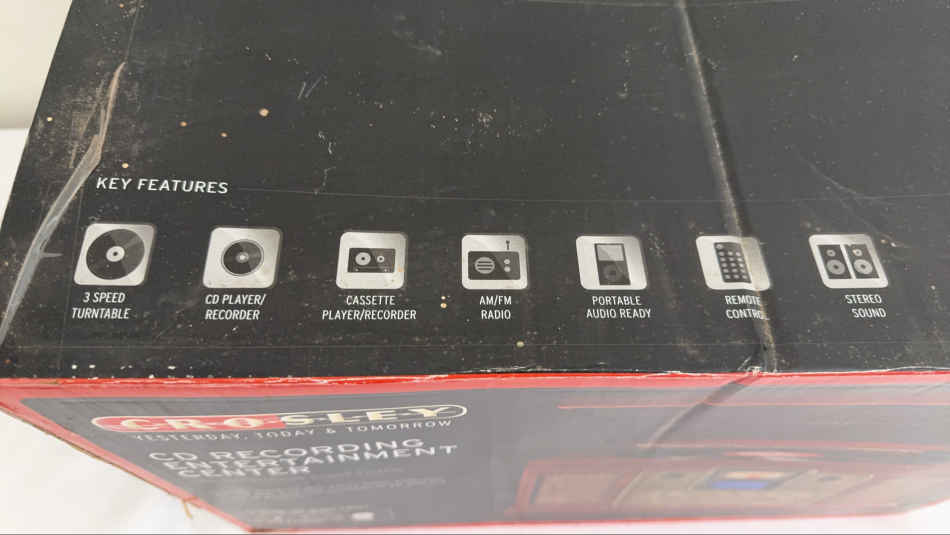 KEY FEATURES
3 SPEED
TURNTABLE
CD PLAYER/
RECORDER
CASSETTE
PLAYER/RECORDER
AM/FM
RADIO
PORTABLE
AUDIO READY
REMOTE
CONTROL
STEREO
SOUND
CROSLEY
YESTERDAY, TODAY & TOMORROW
CD RECORDING
ENTERTAINMENT
CENTER